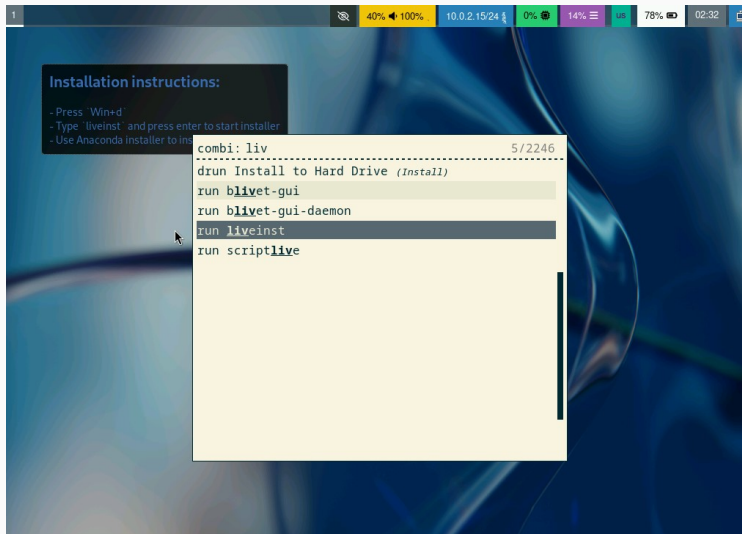 1
40% 100%
10.0.2.15/24
0%
14%
us
78%
02:32
Installation instructions:
- Press `Win+d`
- Type `liveinst` and press enter to start installer
- Use Anaconda installer to ins
combi: liv 5/2246
drun Install to Hard Drive (Install)
run blivet-gui
run blivet-gui-daemon
run liveinst
run scriptlive